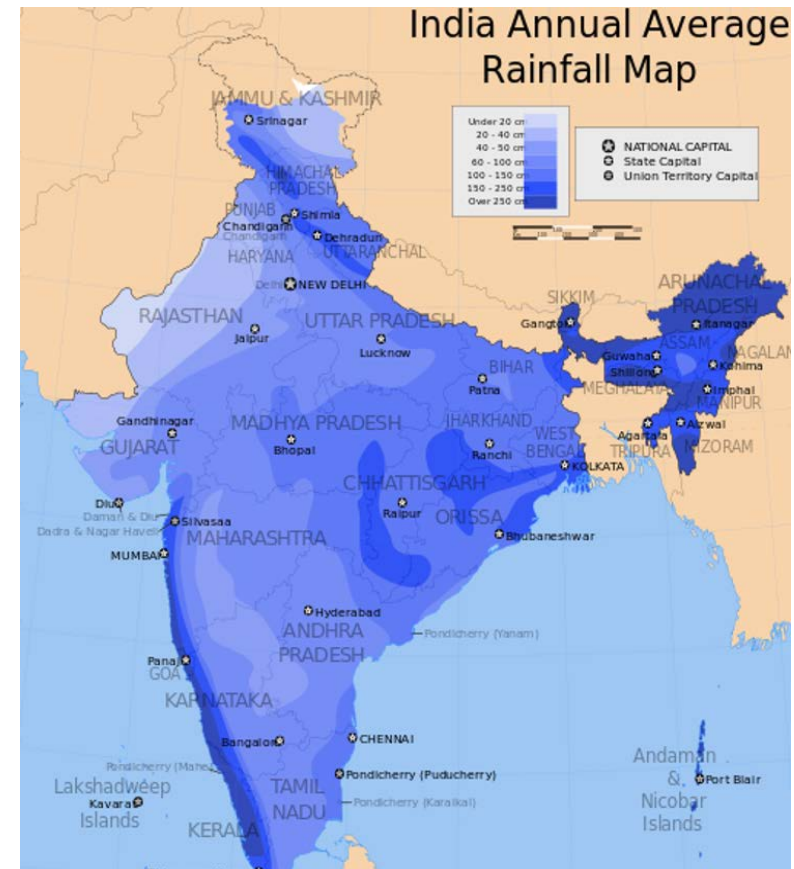 India Annual Average
Rainfall Map
JAMMU & KASHMIR
Srinagar
Under 20 cm
20 - 40 cm
40 - 50 cm
60 - 100 cm
100 - 150 cm
150 - 250 cm
Over 250 cm
NATIONAL CAPITAL
State Capital
Union Territory Capital
HIMACHAL
PRADESH
PUNJAB
Shimla
Chandigarh
Chandigarh
Dehradun
HARYANA
UTTARANCHAL
Delhi
NEW DELHI
RAJASTHAN
Jaipur
UTTAR PRADESH
Lucknow
SIKKIM
Gangtok
ARUNACHAL
PRADESH
Itanagar
ASSAM
NAGALAN
Guwaha
Kohima
Shillong
MEGHALAYA
Imphal
MANIPUR
BIHAR
Patna
Gandhinagar
GUJARAT
MADHYA PRADESH
Bhopal
JHARKHAND
Ranchi
WEST
BENGAL
KOLKATA
Agartala
TRIPURA
Aizwal
MIZORAM
CHHATTISGARH
Raipur
ORISSA
Bhubaneshwar
Diu
Daman & Diu
Dadra & Nagar Haveli
Silvasaa
MUMBAI
MAHARASHTRA
Hyderabad
ANDHRA
PRADESH
Pondicherry (Yanam)
Panaji
GOA
KARNATAKA
Bangalor
CHENNAI
Pondicherry (Mahe)
Pondicherry (Puducherry)
Pondicherry (Karaikal)
Lakshadweep
Kavarat
Islands
TAMIL
NADU
KERALA
Andaman
&
Port Blair
Nicobar
Islands